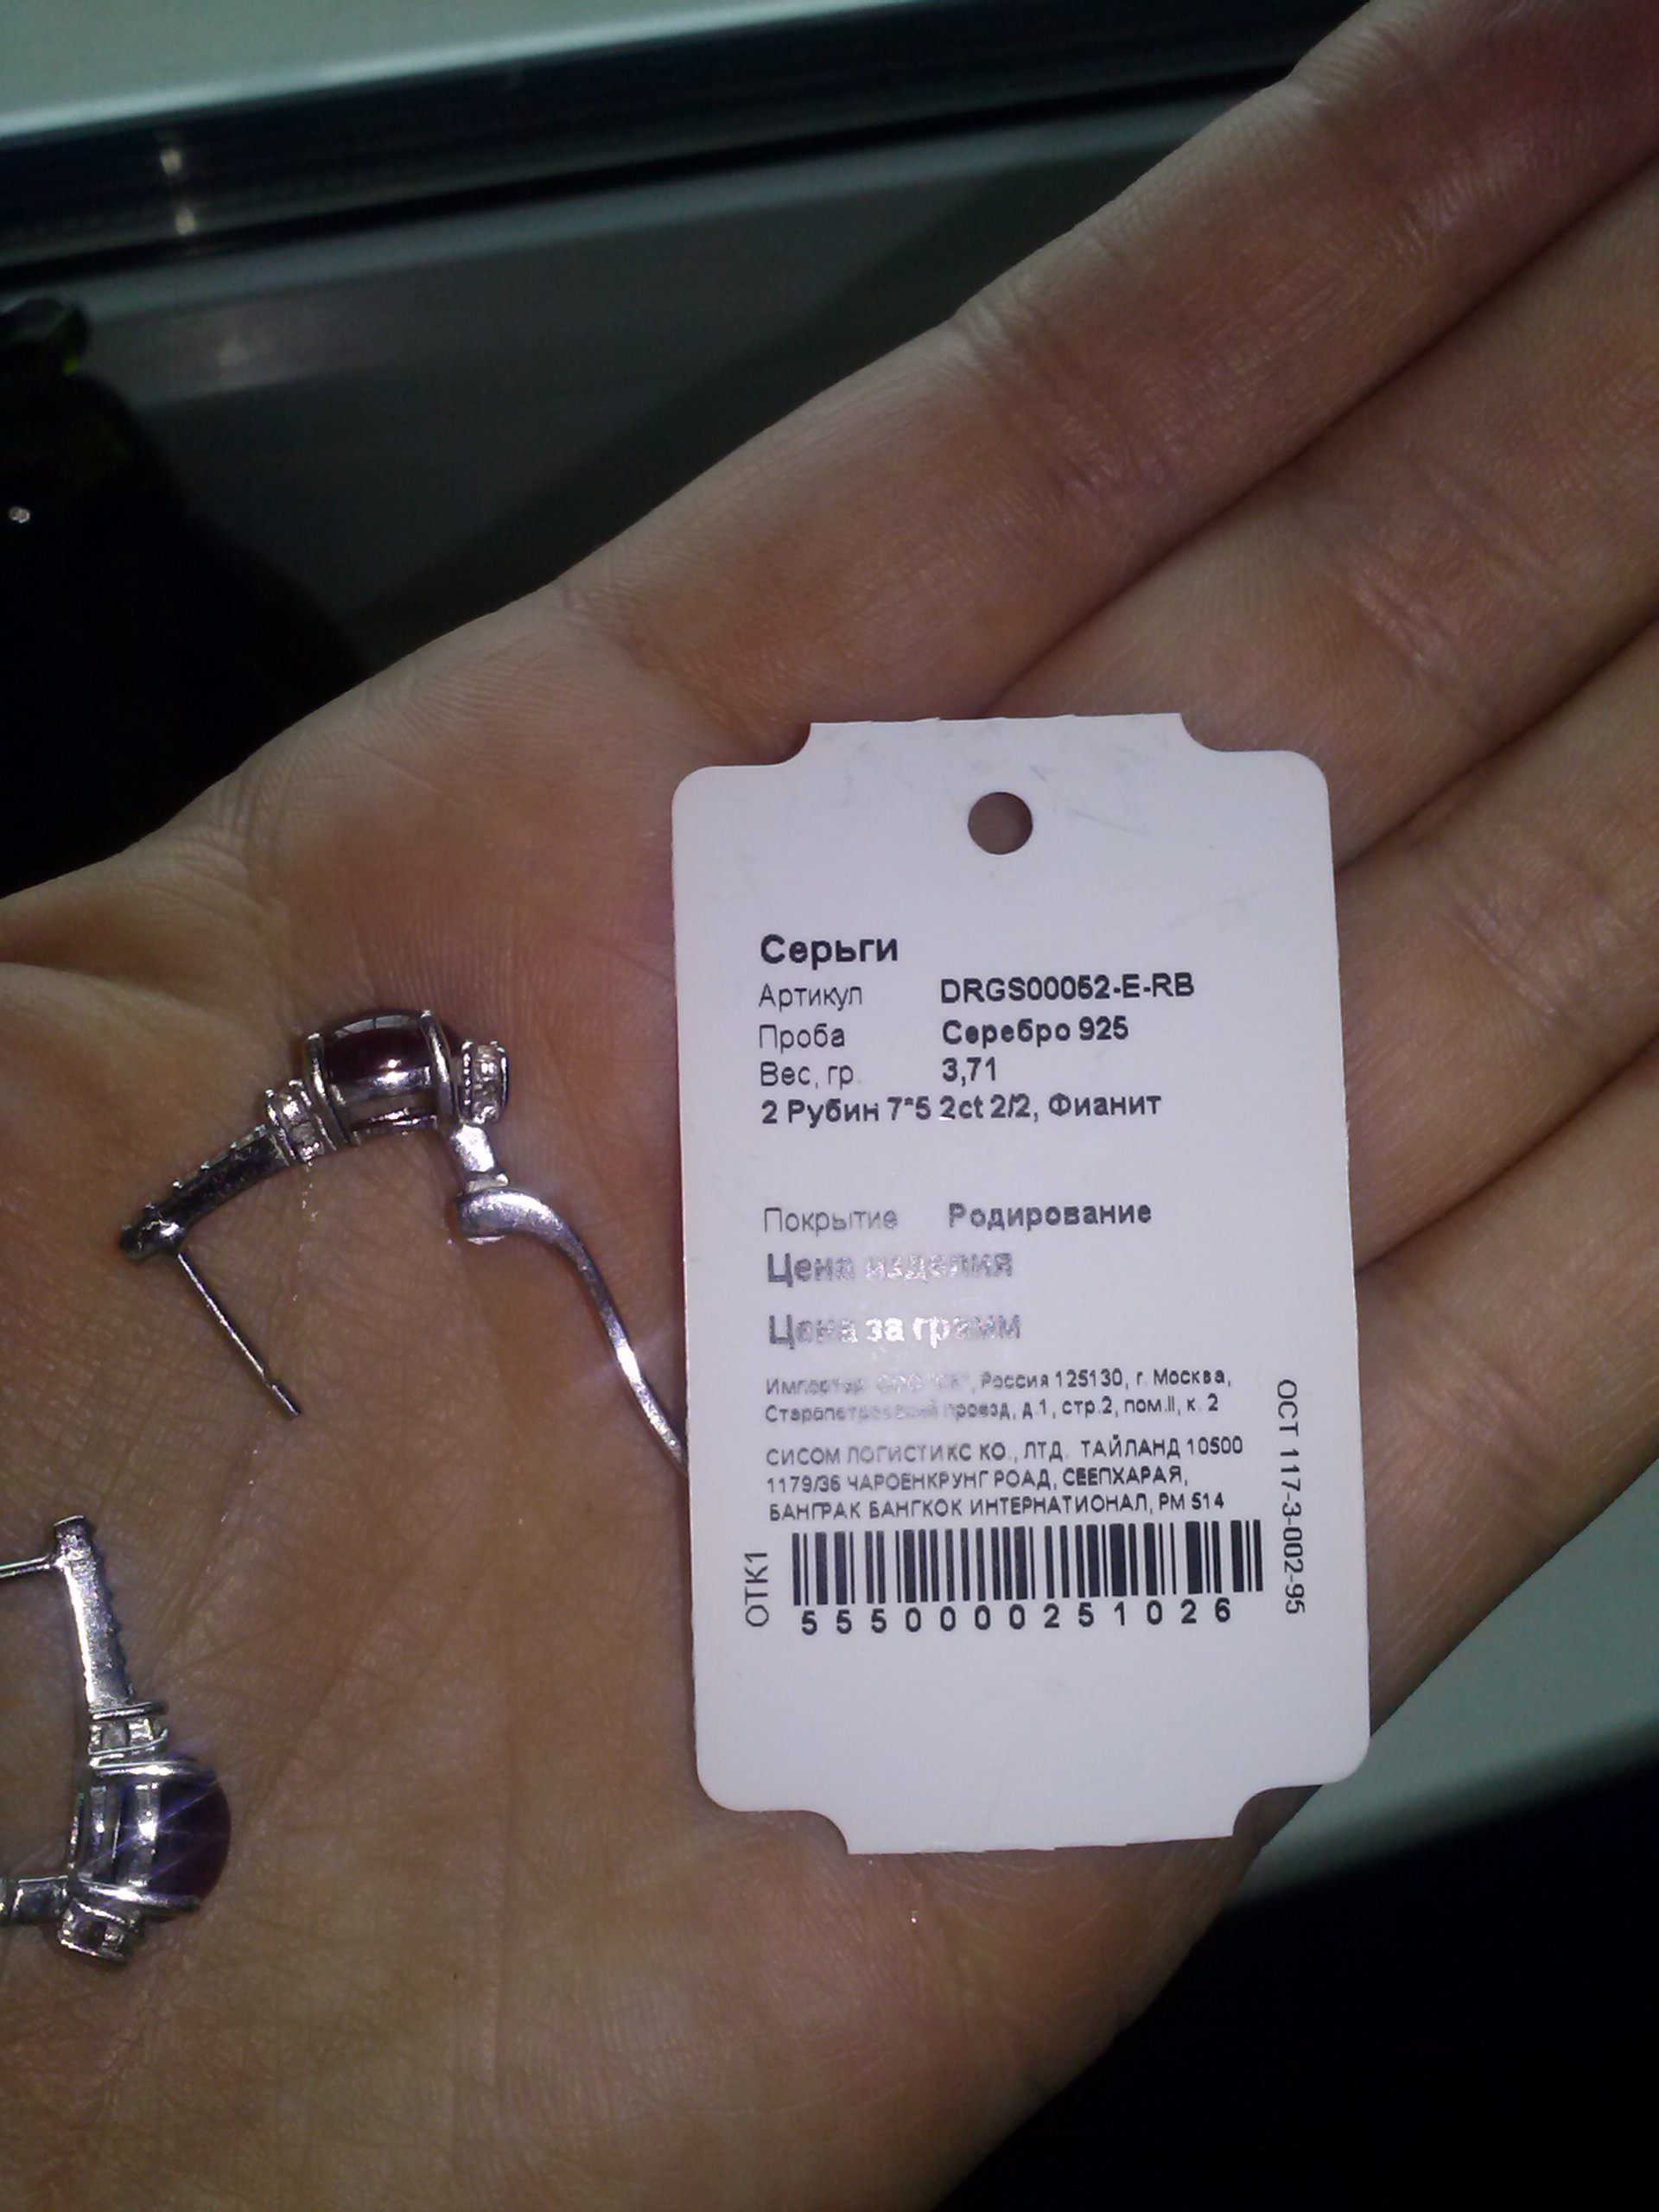 Серьги
Артикул DRGS00052-E-RB
Проба Серебро 925
Вес, гр. 3,71
2 Рубин 7*5 2ct 2/2, Фианит
Покрытие Родирование
Цена изделия
Цена за грамм
Импортер ООО , Россия 125130, г. Москва,
Старопетровский проезд, д.1, стр.2, пом.II, к. 2
СИСОМ ЛОГИСТИКС КО., ЛТД. ТАЙЛАНД 10500
1179/36 ЧАРОЕНКРУНГ РОАД, СЕЕПХАРАЯ,
БАНГРАК БАНГКОК ИНТЕРНАТИОНАЛ, РМ 514
ОТК1
5550000251026
ОСТ 117-3-002-95